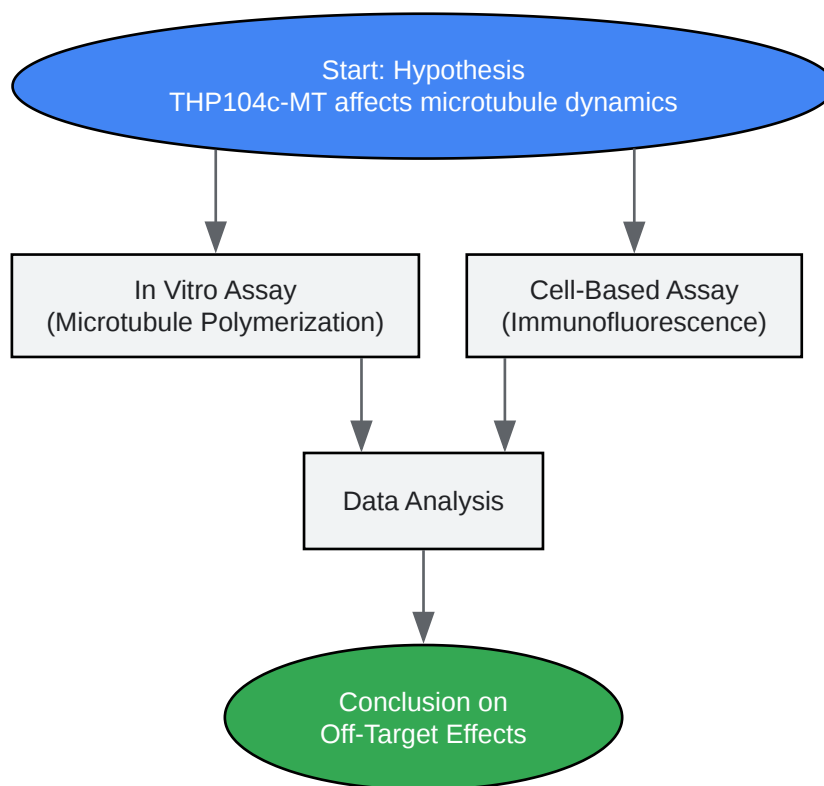 Start: Hypothesis
THP104c-MT affects microtubule dynamics
In Vitro Assay
(Microtubule Polymerization)
Cell-Based Assay
(Immunofluorescence)
Data Analysis
Conclusion on
Off-Target Effects